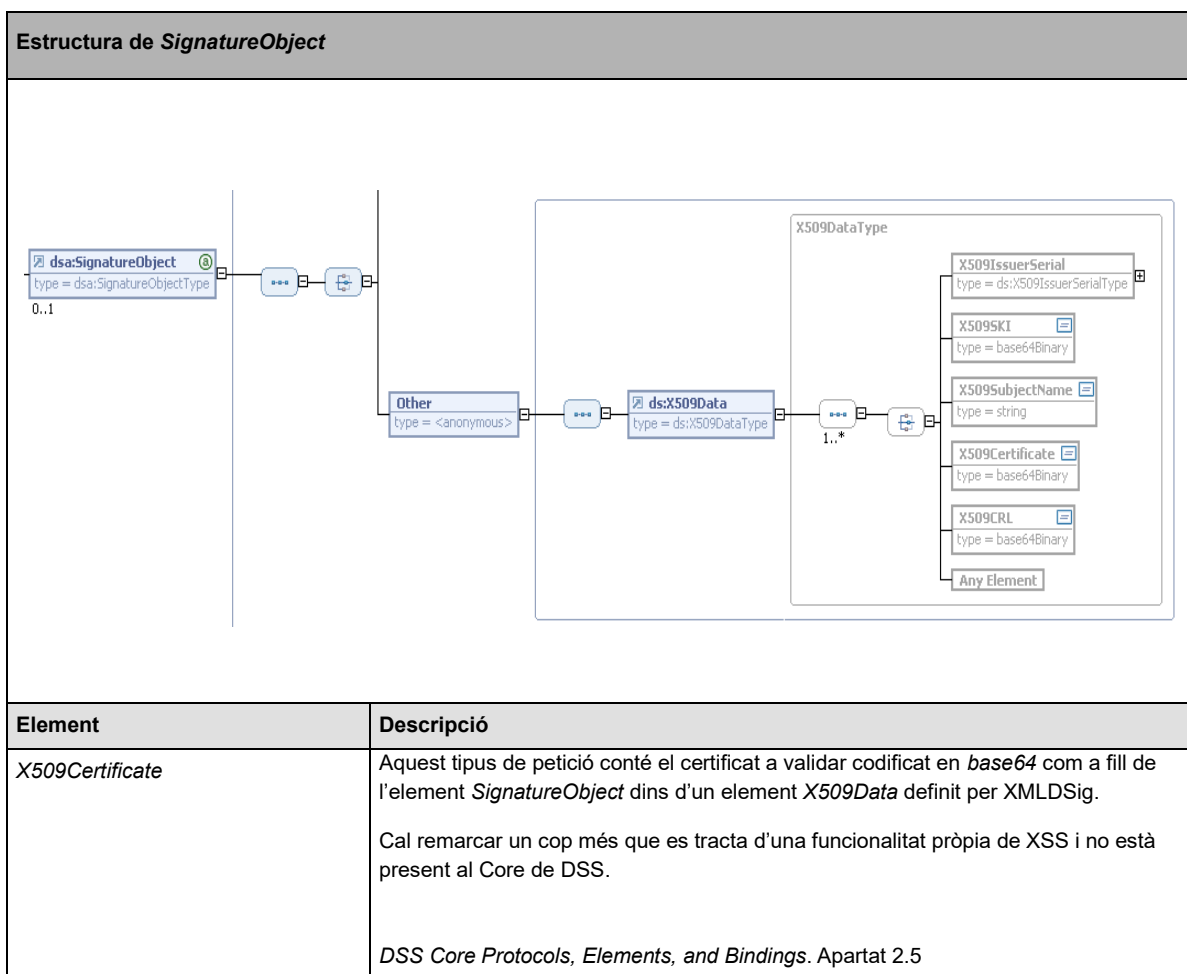 Estructura de SignatureObject
dsa:SignatureObject
type = dsa:SignatureObjectType
0..1
Other
type = <anonymous>
ds:X509Data
type = ds:X509DataType
1..*
X509DataType
X509IssuerSerial
type = ds:X509IssuerSerialType
X509SKI
type = base64Binary
X509SubjectName
type = string
X509Certificate
type = base64Binary
X509CRL
type = base64Binary
Any Element
Element
Descripció
X509Certificate
Aquest tipus de petició conté el certificat a validar codificat en base64 com a fill de
l’element SignatureObject dins d’un element X509Data definit per XMLDSig.
Cal remarcar un cop més que es tracta d’una funcionalitat pròpia de XSS i no està
present al Core de DSS.
DSS Core Protocols, Elements, and Bindings. Apartat 2.5